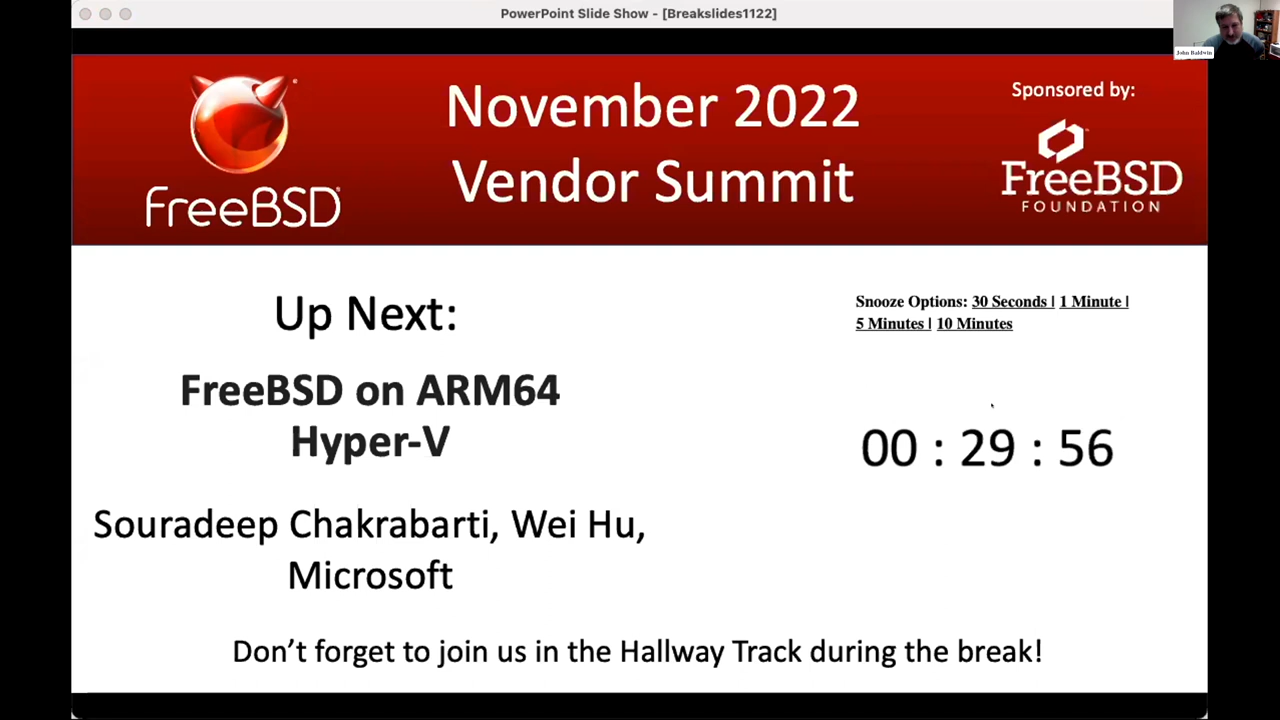 PowerPoint Slide Show - [Breakslides1122]
John Baldwin
FreeBSD
November 2022
Vendor Summit
Sponsored by:
FreeBSD
FOUNDATION
Up Next:
FreeBSD on ARM64
Hyper-V
Souradeep Chakrabarti, Wei Hu,
Microsoft
Snooze Options: 30 Seconds | 1 Minute |
5 Minutes | 10 Minutes
00 : 29 : 56
Don’t forget to join us in the Hallway Track during the break!